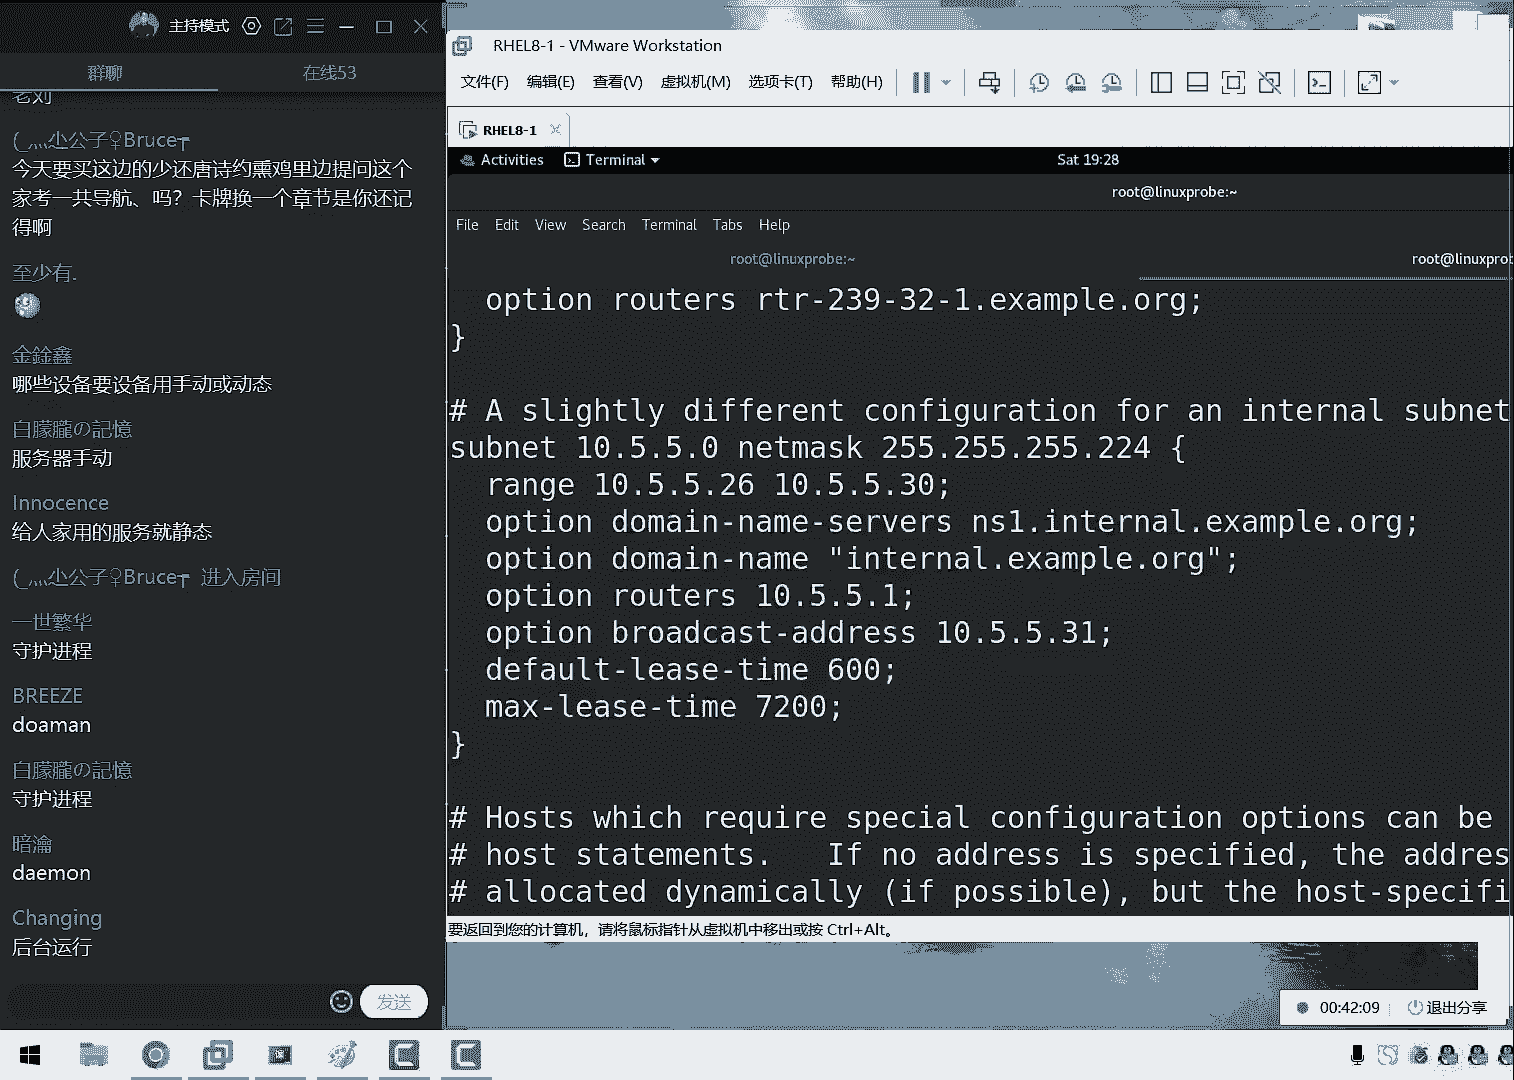 主持模式
群聊
在线53
公子♀Bruce
今天要买这边的少还唐诗约熏鸡里边提问这个
家考一共导航、吗？卡牌换一个章节是你还记
得啊
至少有.
金銓鑫
哪些设备要设备用手动或动态
白朦朧の記憶
服务器手动
Innocence
给人家用的服务就静态
公子♀Bruce 进入房间
一世繁华
守护进程
BREEZE
doaman
白朦朧の記憶
守护进程
暗瀹
daemon
Changing
后台运行
发送
RHEL8-1 - VMware Workstation
文件(F) 编辑(E) 查看(V) 虚拟机(M) 选项卡(T) 帮助(H)
RHEL8-1
Activities Terminal Sat 19:28
root@linuxprobe:~
File Edit View Search Terminal Tabs Help
root@linuxprobe:~ root@linuxpro
option routers rtr-239-32-1.example.org;
}
# A slightly different configuration for an internal subnet
subnet 10.5.5.0 netmask 255.255.255.224 {
range 10.5.5.26 10.5.5.30;
option domain-name-servers ns1.internal.example.org;
option domain-name "internal.example.org";
option routers 10.5.5.1;
option broadcast-address 10.5.5.31;
default-lease-time 600;
max-lease-time 7200;
}
# Hosts which require special configuration options can be
# host statements. If no address is specified, the addres
# allocated dynamically (if possible), but the host-specifi
要返回到您的计算机，请将鼠标指针从虚拟机中移出或按 Ctrl+Alt。
00:42:09 退出分享